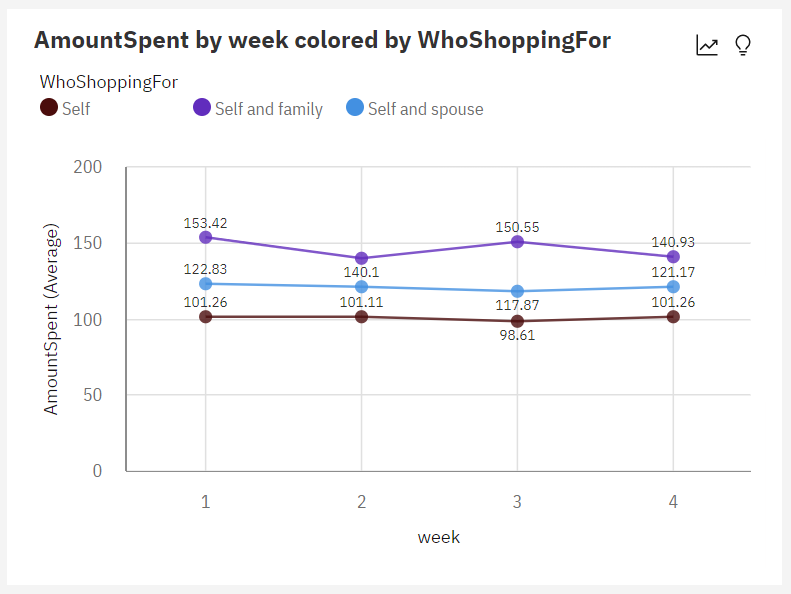 AmountSpent by week colored by WhoShoppingFor
WhoShoppingFor
Self Self and family Self and spouse
AmountSpent (Average)
200
150
100
50
0
153.42 140.1 150.55 140.93
122.83 117.87 121.17
101.26 101.11 98.61 101.26
1 2 3 4
week